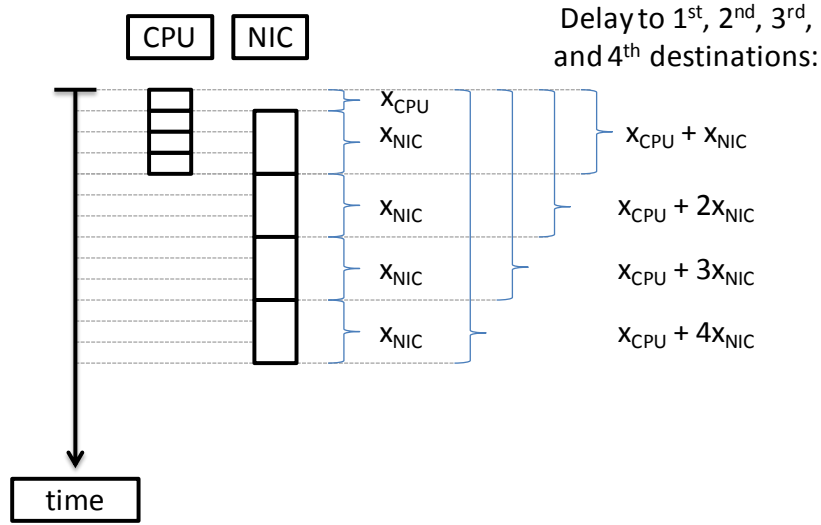 CPU NIC
Delay to 1st, 2nd, 3rd,
and 4th destinations:
xCPU
xNIC
xCPU + xNIC
xNIC
xCPU + 2xNIC
xNIC
xCPU + 3xNIC
xNIC
xCPU + 4xNIC
time